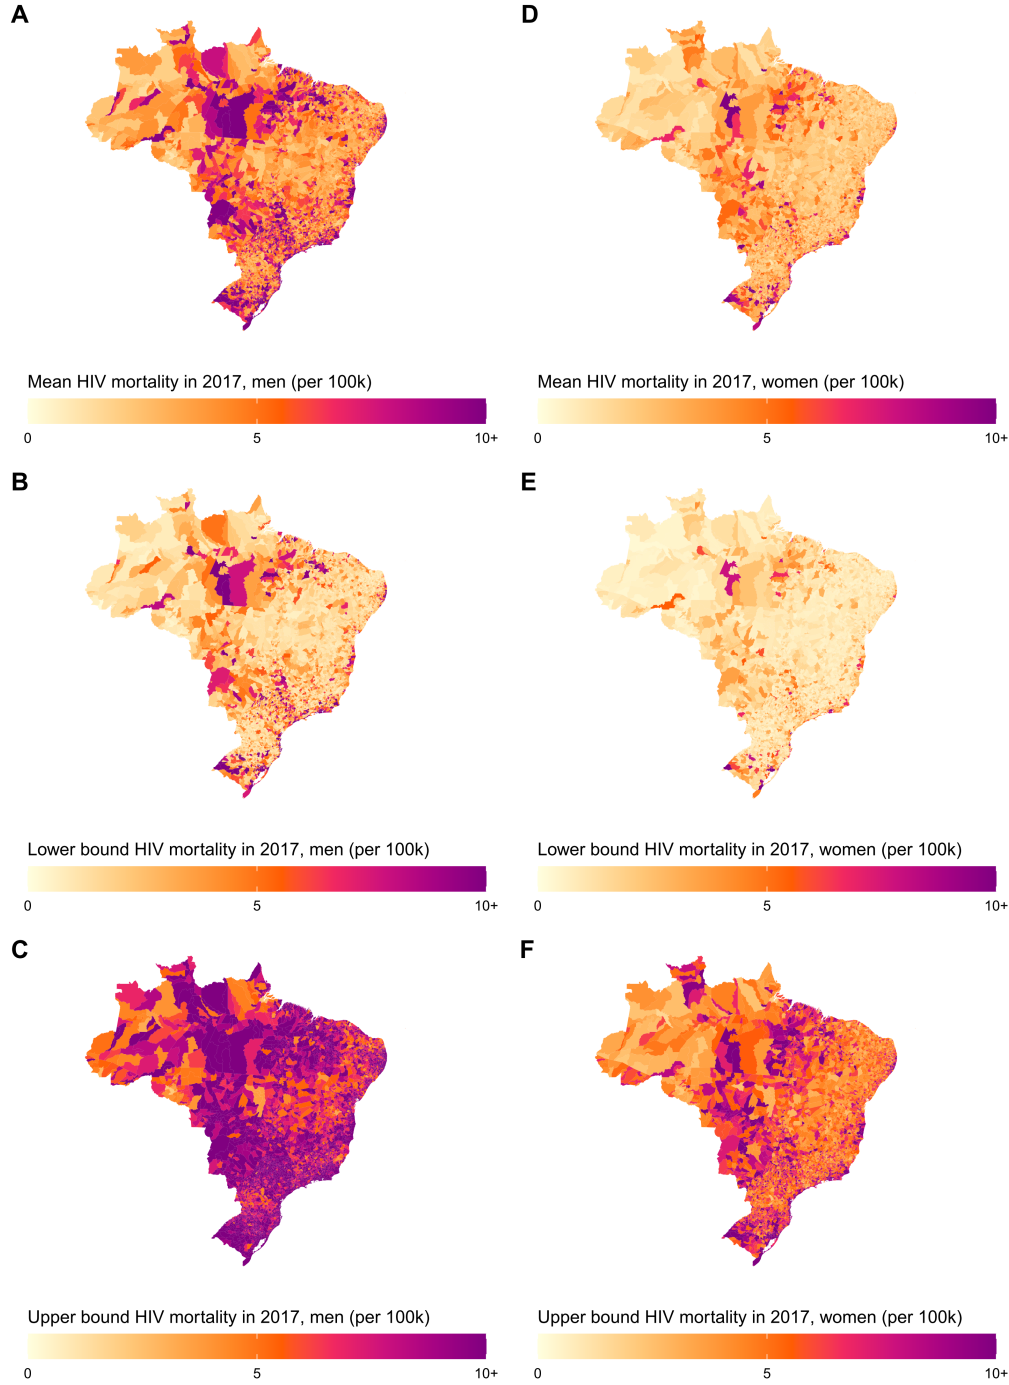 A
Mean HIV mortality in 2017, men (per 100k)
0 5 10+
D
Mean HIV mortality in 2017, women (per 100k)
0 5 10+
B
Lower bound HIV mortality in 2017, men (per 100k)
0 5 10+
E
Lower bound HIV mortality in 2017, women (per 100k)
0 5 10+
C
Upper bound HIV mortality in 2017, men (per 100k)
0 5 10+
F
Upper bound HIV mortality in 2017, women (per 100k)
0 5 10+